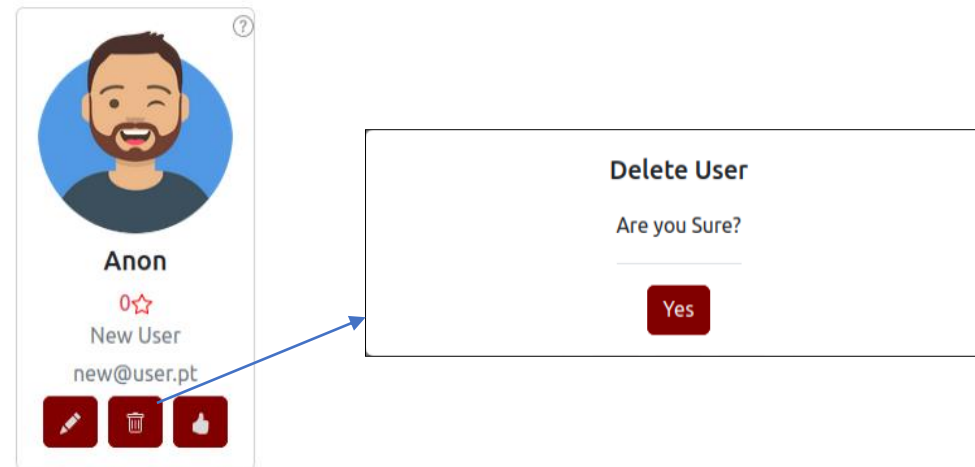 ?
Anon
0☆
New User
new@user.pt
Delete User
Are you Sure?
Yes